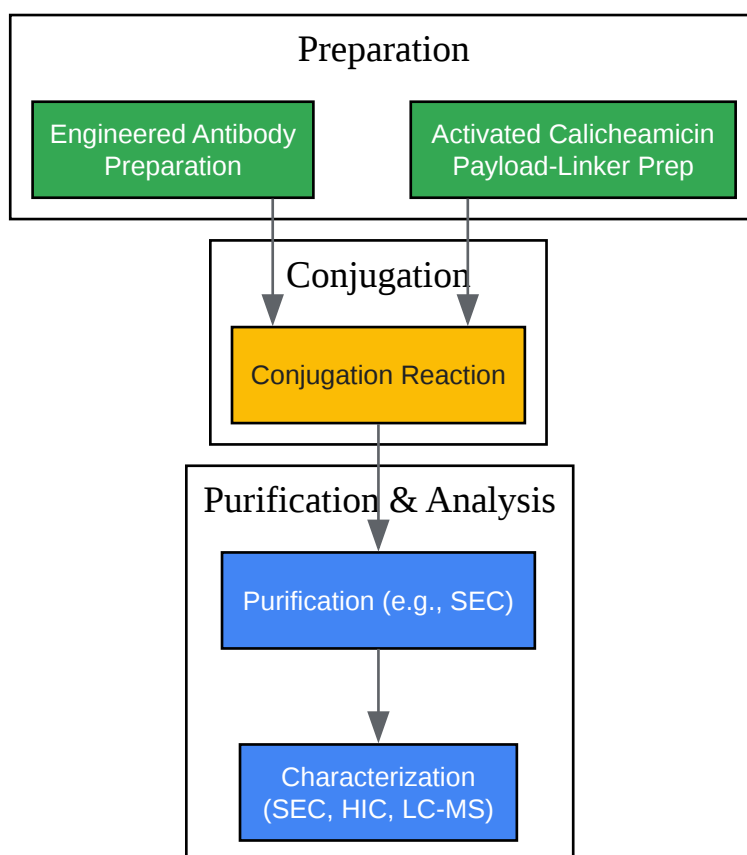 Preparation
Engineered Antibody
Preparation
Activated Calicheamicin
Payload-Linker Prep
Conjugation
Conjugation Reaction
Purification & Analysis
Purification (e.g., SEC)
Characterization
(SEC, HIC, LC-MS)